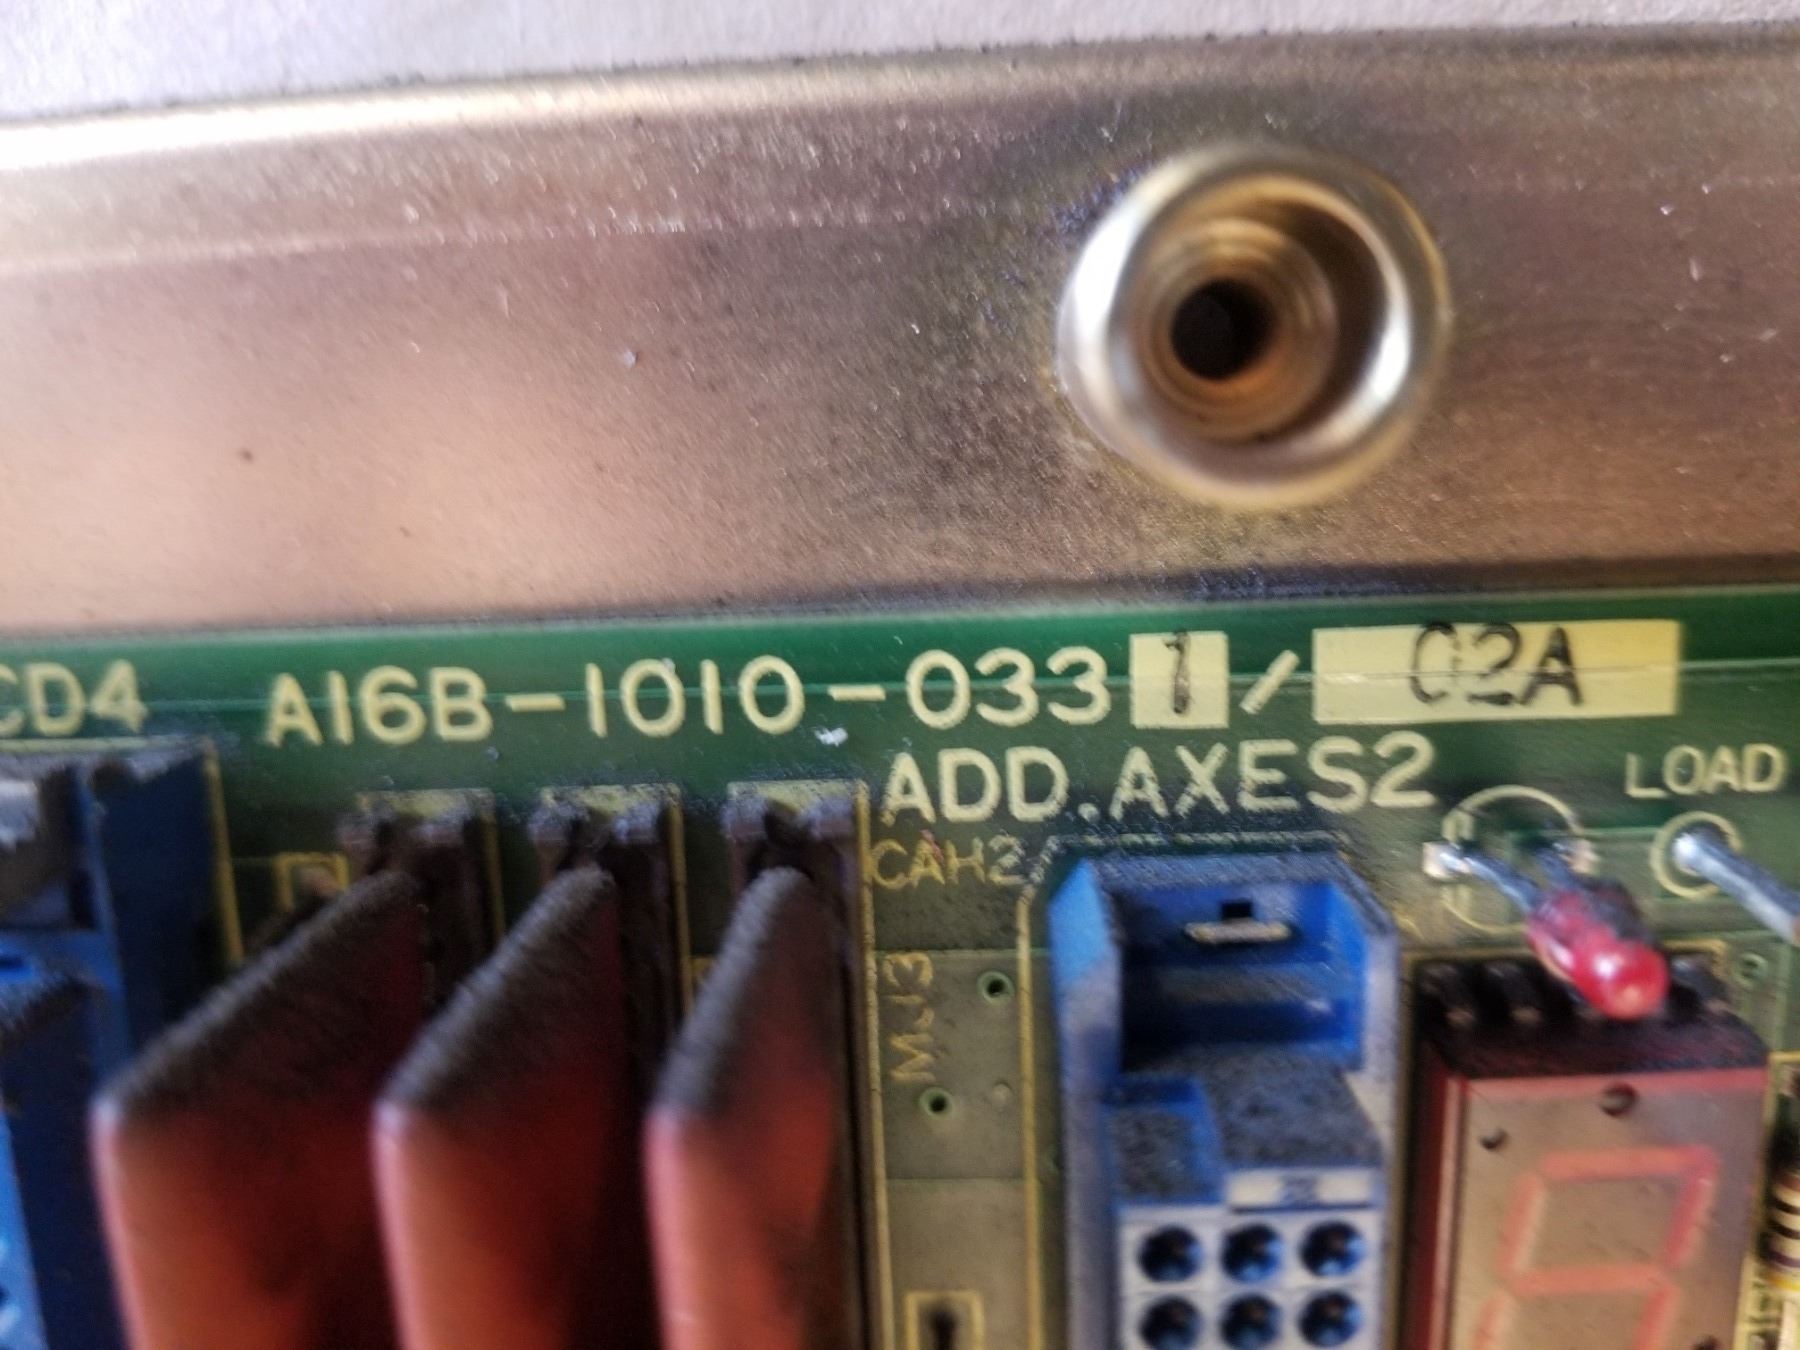 CD4 A16B-1010-0331/02A
ADD.AXES2
LOAD
CAH2
MJ3